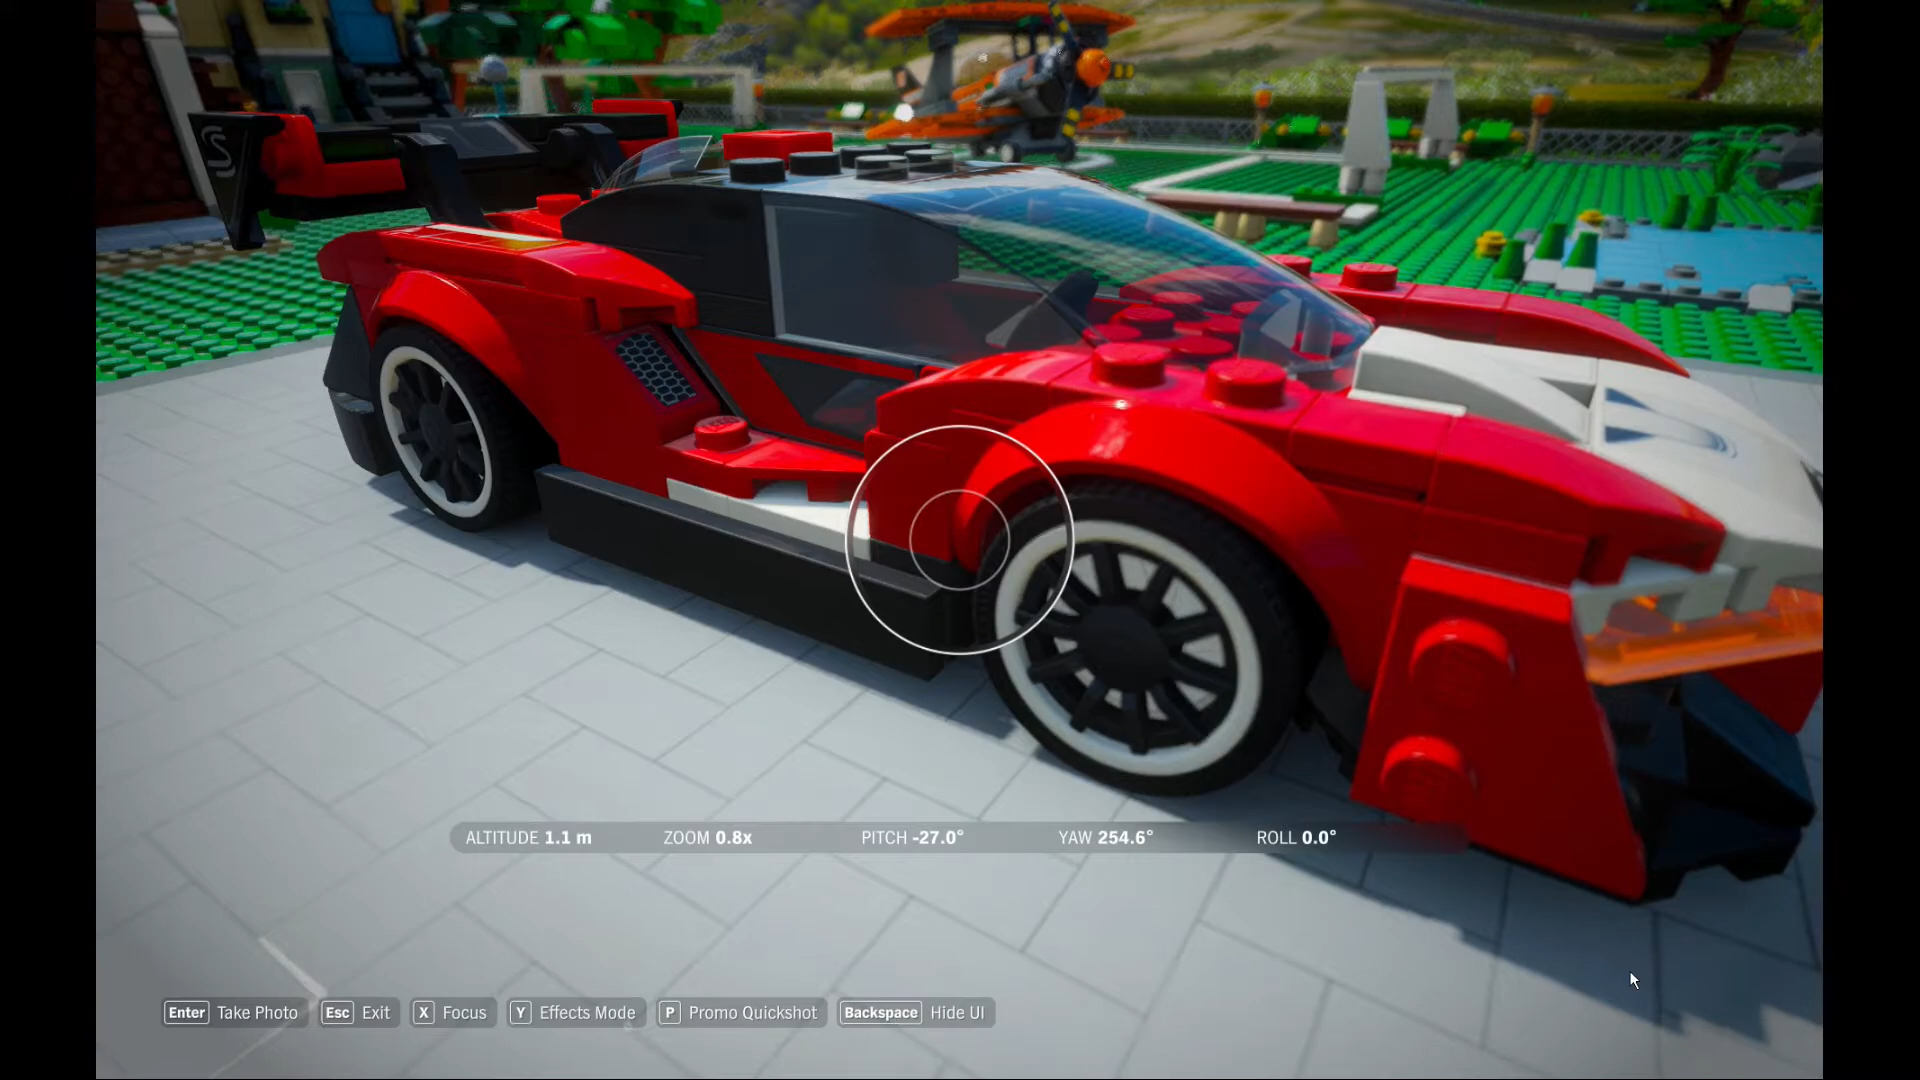 ALTITUDE 1.1 m ZOOM 0.8x PITCH -27.0° YAW 254.6° ROLL 0.0°
Enter Take Photo Esc Exit X Focus Y Effects Mode P Promo Quickshot Backspace Hide UI